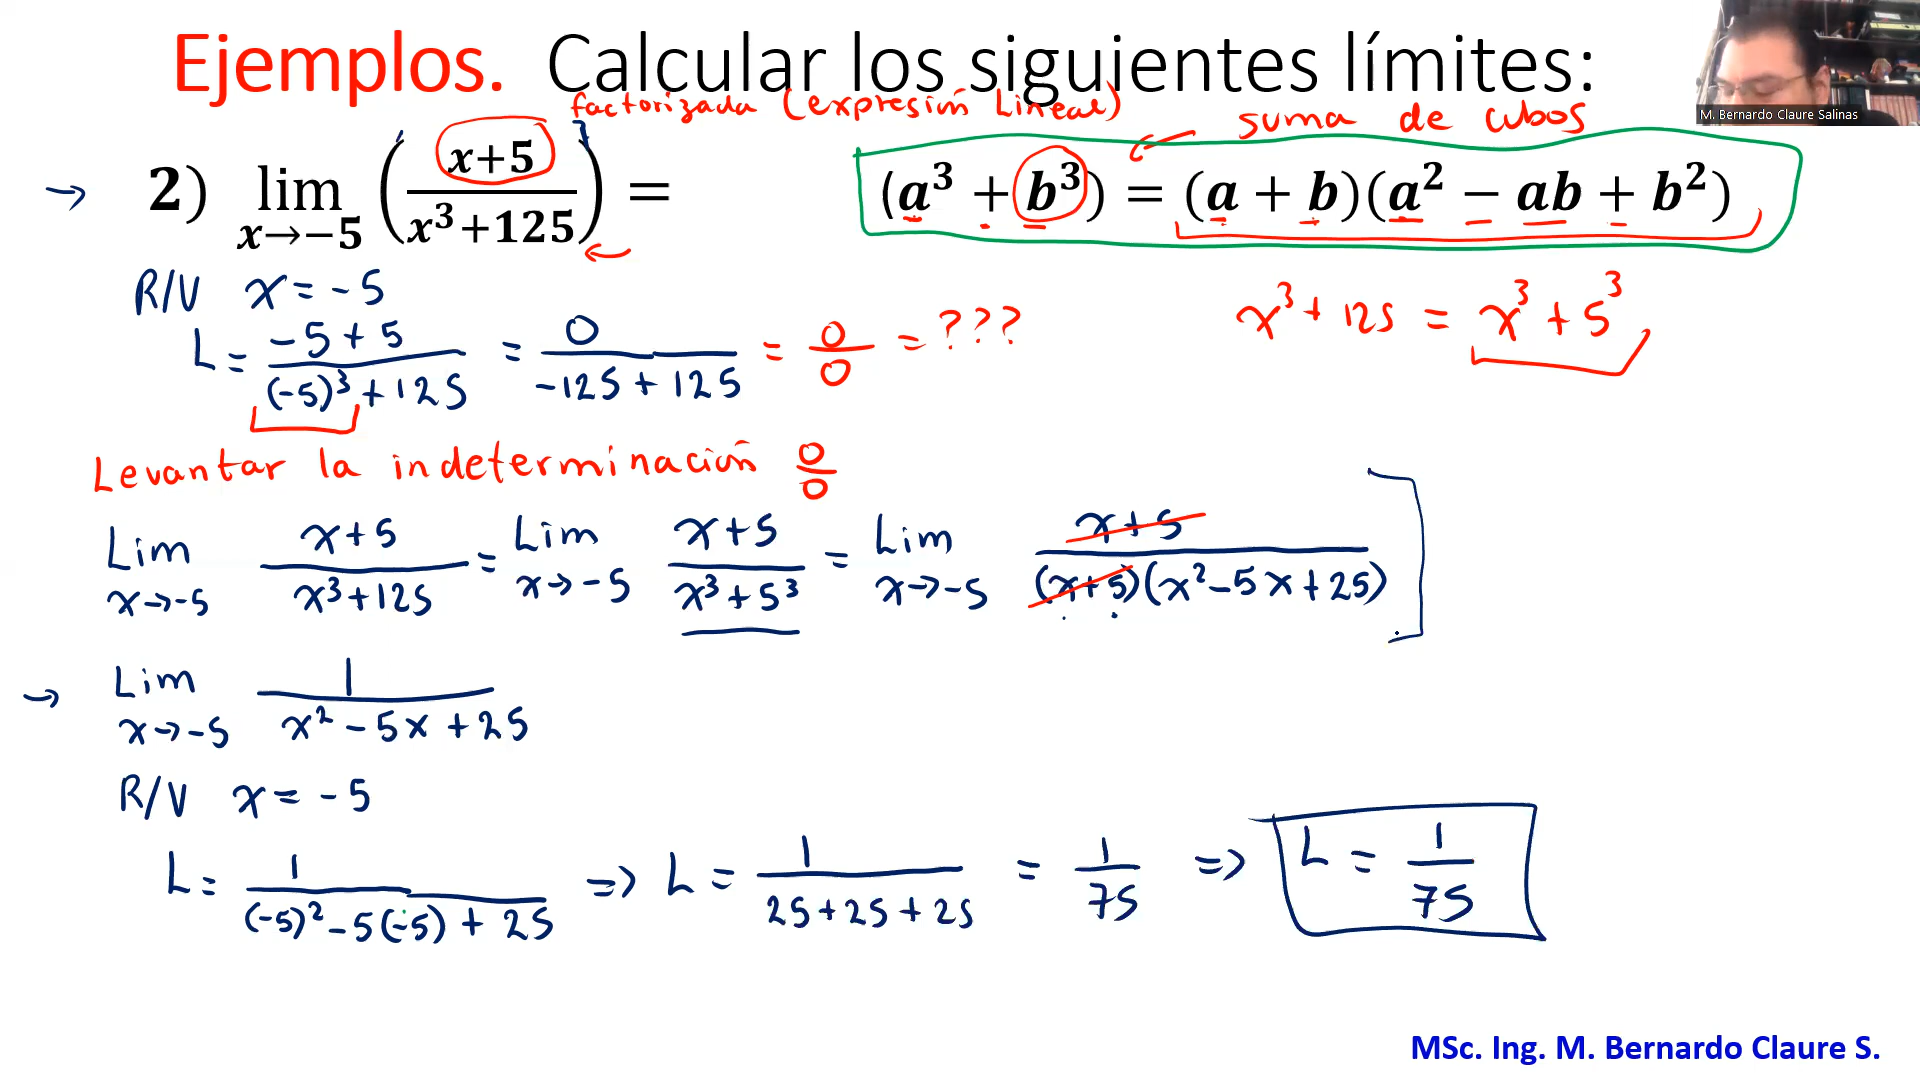 Ejemplos. Calcular los siguientes límites:
M. Bernardo Claure Salinas
factorizada (expresión Lineal)
suma de cubos
2) lim x→−5 (x+5 / x³+125) =
(a³ + b³) = (a + b)(a² − ab + b²)
R/V x = -5
x³ + 125 = x³ + 5³
L = -5 + 5 / (-5)³ + 125 = 0 / -125 + 125 = 0/0 = ???
Levantar la indeterminación 0/0
Lim x→-5 x+5 / x³+125 = Lim x→-5 x+5 / x³+5³ = Lim x→-5 x+5 / (x+5)(x²-5x+25)
→ Lim x→-5 1 / x² - 5x + 25
R/V x = -5
L = 1 / (-5)² - 5(-5) + 25 => L = 1 / 25+25+25 = 1/75 => L = 1/75
MSc. Ing. M. Bernardo Claure S.